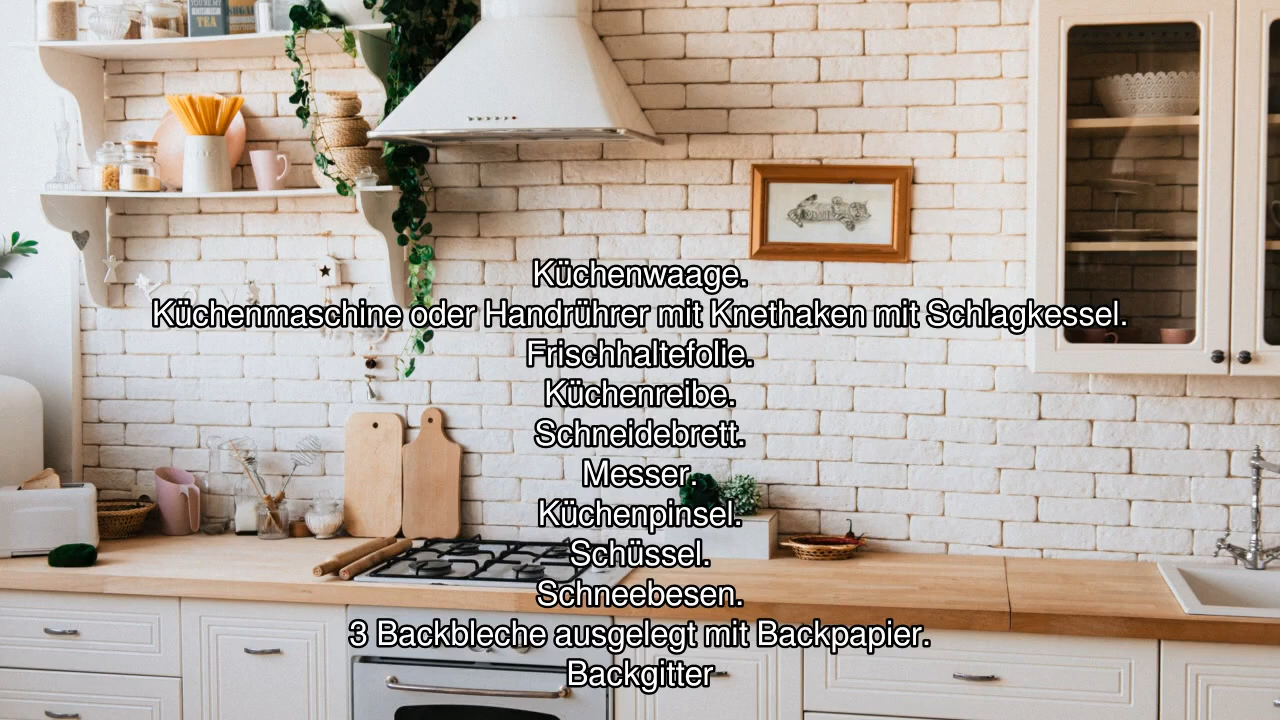 TEA
Küchenwaage.
Küchenmaschine oder Handrührer mit Knethaken mit Schlagkessel.
Frischhaltefolie.
Küchenreibe.
Schneidebrett.
Messer.
Küchenpinsel.
Schüssel.
Schneebesen.
3 Backbleche ausgelegt mit Backpapier.
Backgitter